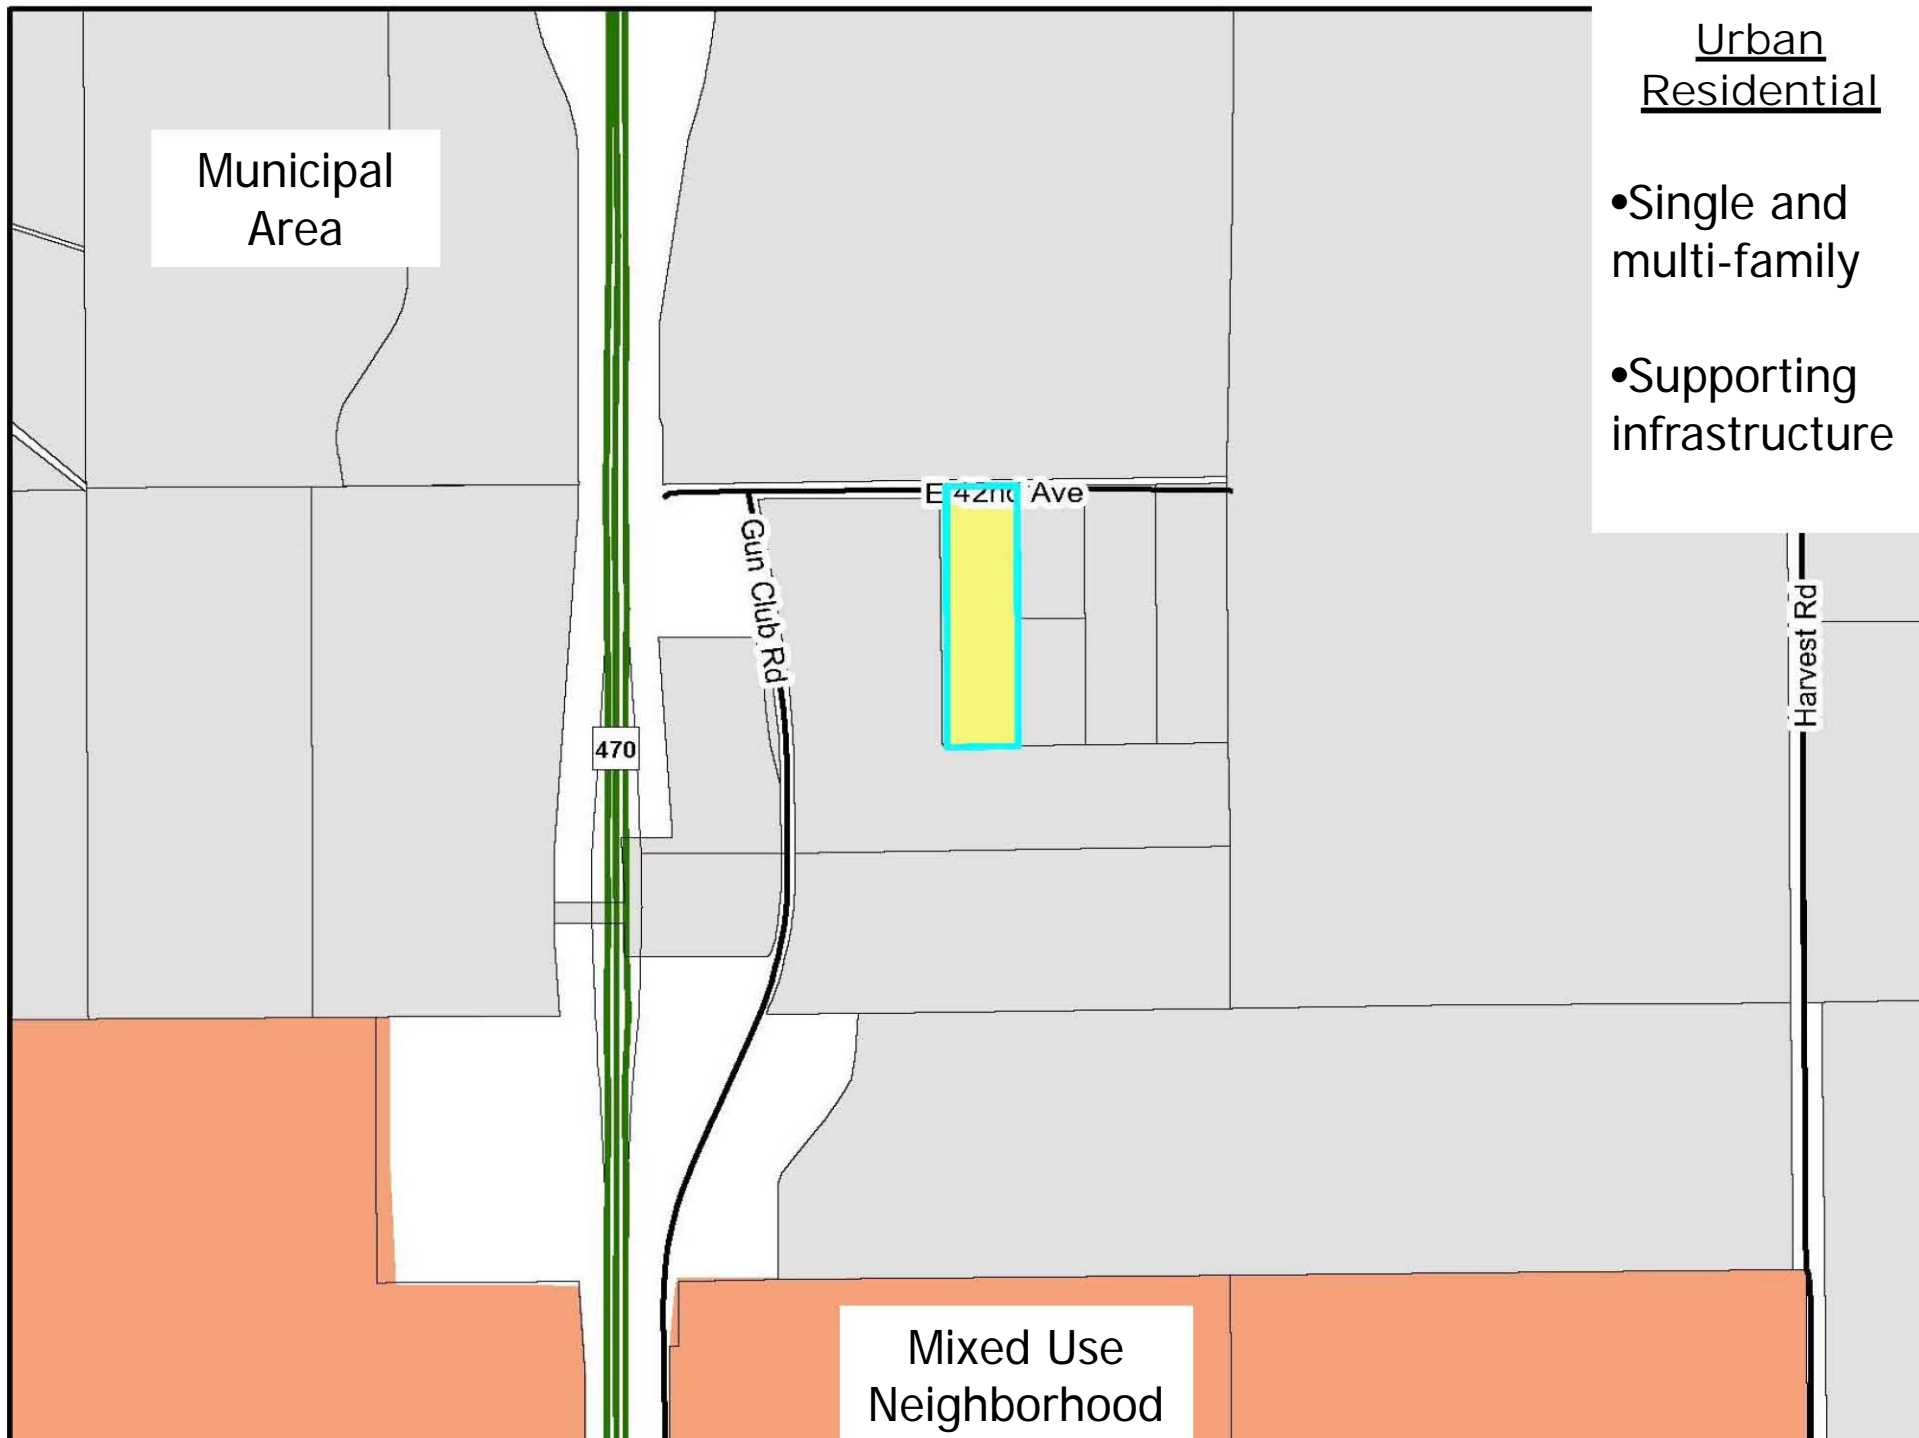 Urban
Residential
•Single and
multi-family
•Supporting
infrastructure
Municipal
Area
E 42nd Ave
Gun Club Rd
Harvest Rd
470
Mixed Use
Neighborhood